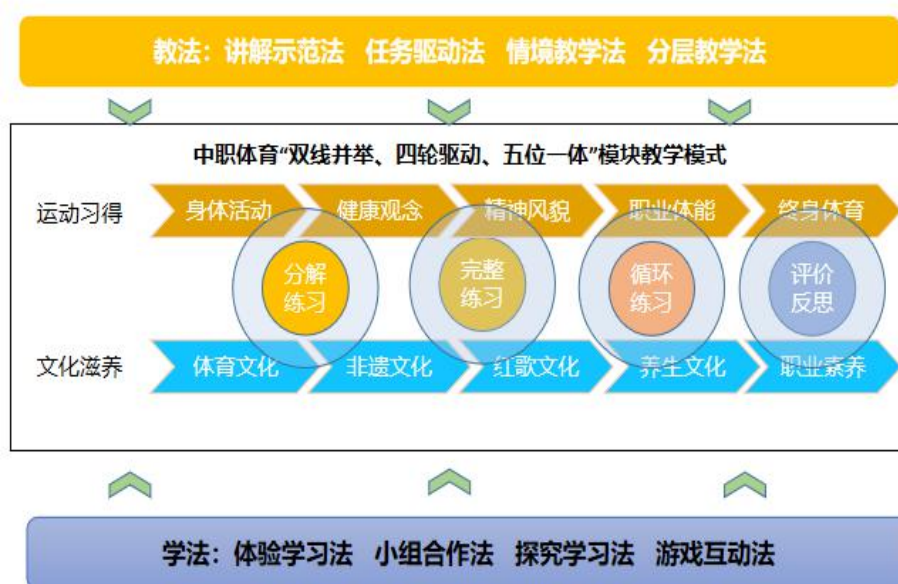 教法：讲解示范法 任务驱动法 情境教学法 分层教学法
中职体育“双线并举、四轮驱动、五位一体”模块教学模式
运动习得 身体活动 健康观念 精神风貌 职业体能 终身体育
分解
练习
完整
练习
循环
练习
评价
反思
文化滋养 体育文化 非遗文化 红歌文化 养生文化 职业素养
学法：体验学习法 小组合作法 探究学习法 游戏互动法